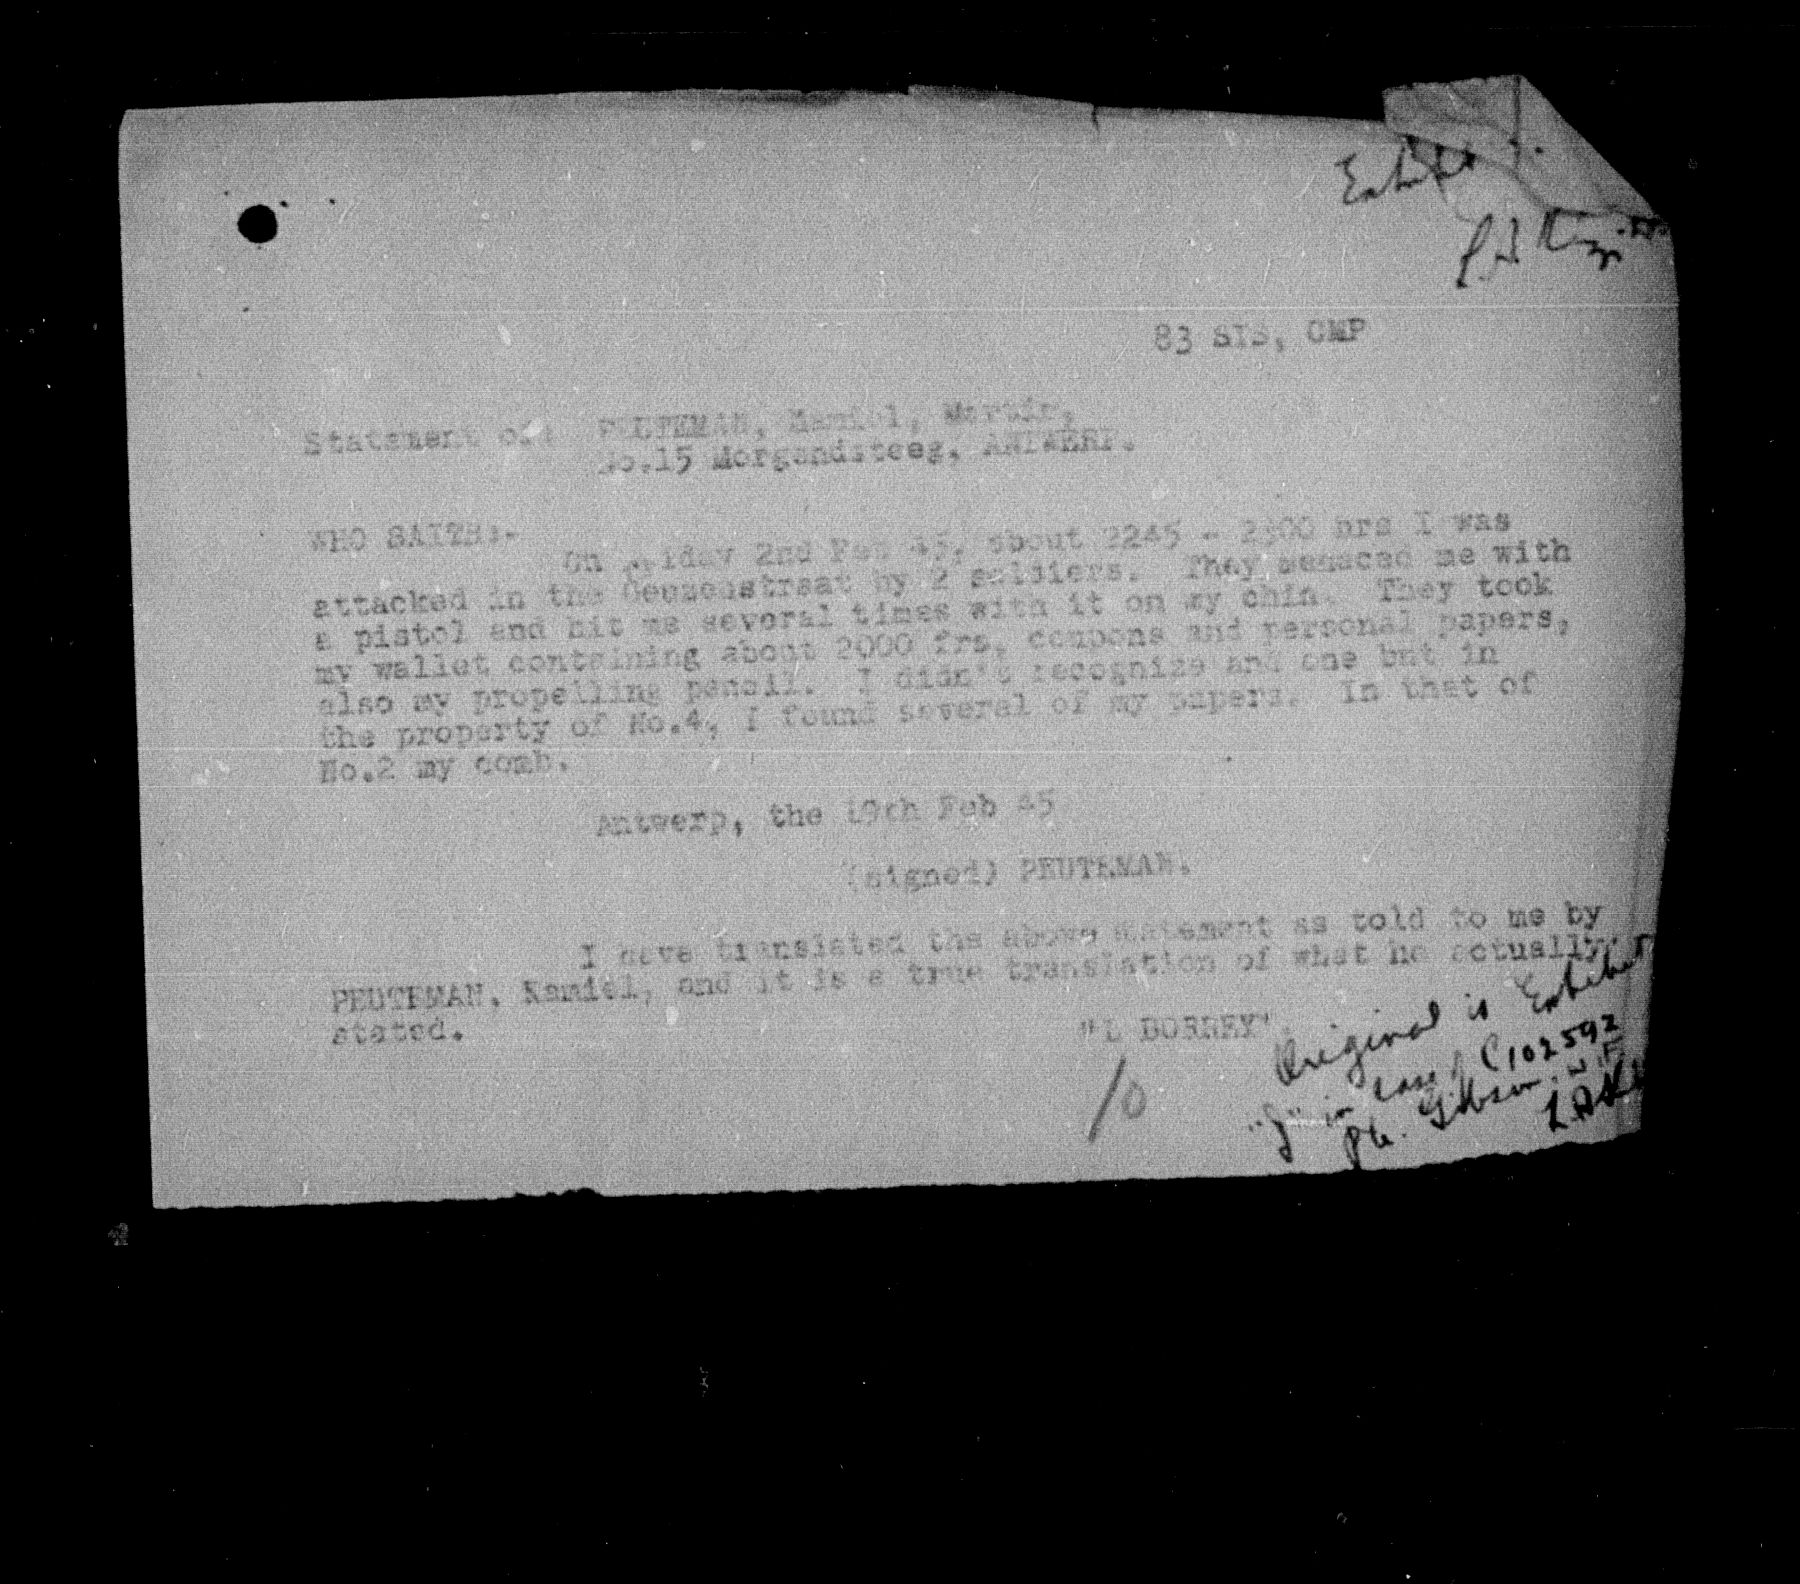 Exhibit
83 SIS, CMP
Statement of: PEUTEMAN, Kamiel, Martin,
No.15 Morgandsteeg, ANTWERP.
WHO SAITH:-
On Friday 2nd Feb 45, about 2245 - 2300 hrs I was
attacked in the Geuzenstraat by 2 soldiers. They menaced me with
a pistol and hit me several times with it on my chin. They took
my wallet containing about 2000 frs, coupons and personal papers,
also my propelling pencil. I didn't recognize and one but in
the property of No.4, I found several of my papers. In that of
No.2 my comb.
Antwerp, the 19th Feb 45
(signed) PEUTEMAN.
I have translated the above statement as told to me by
PEUTEMAN, Kamiel, and it is a true translation of what he actually
stated.
"L BORREY".
10
Original is Exhibit
"J" in case C102592
Pte. Gibson. W.F.